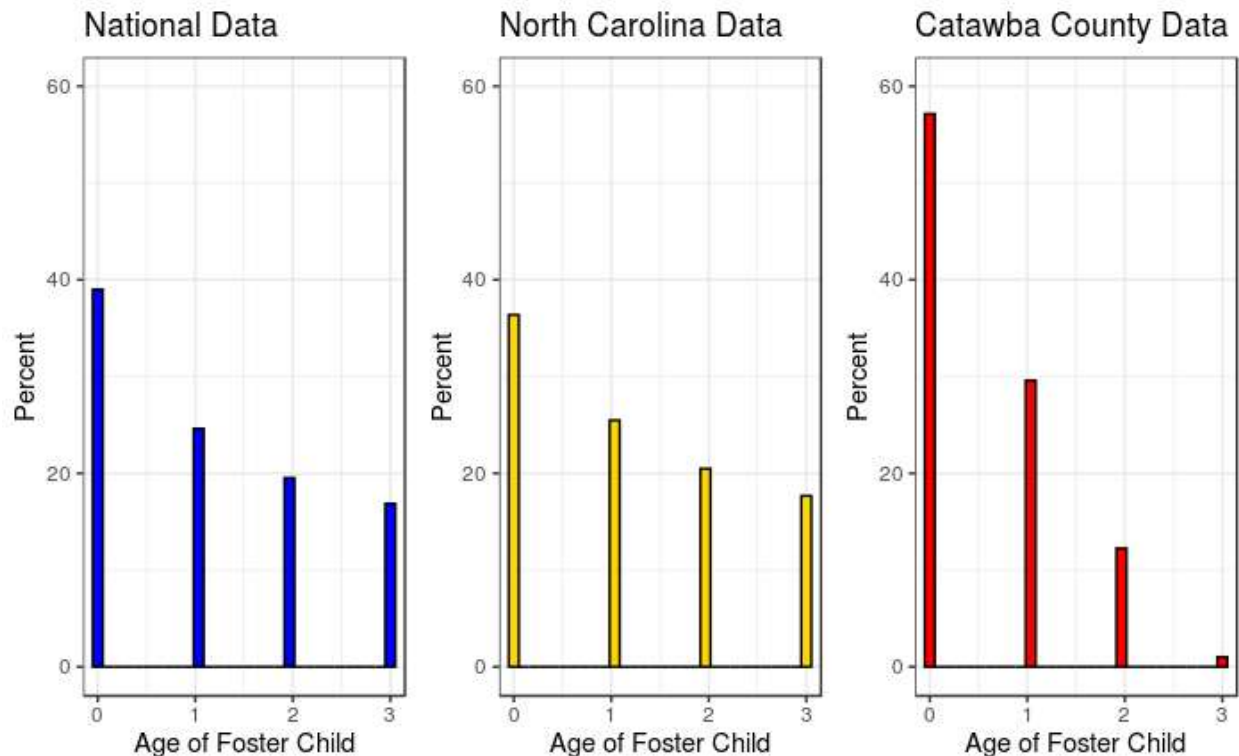 National Data
60
40
20
0
Percent
0 1 2 3
Age of Foster Child
North Carolina Data
60
40
20
0
Percent
0 1 2 3
Age of Foster Child
Catawba County Data
60
40
20
0
Percent
0 1 2 3
Age of Foster Child